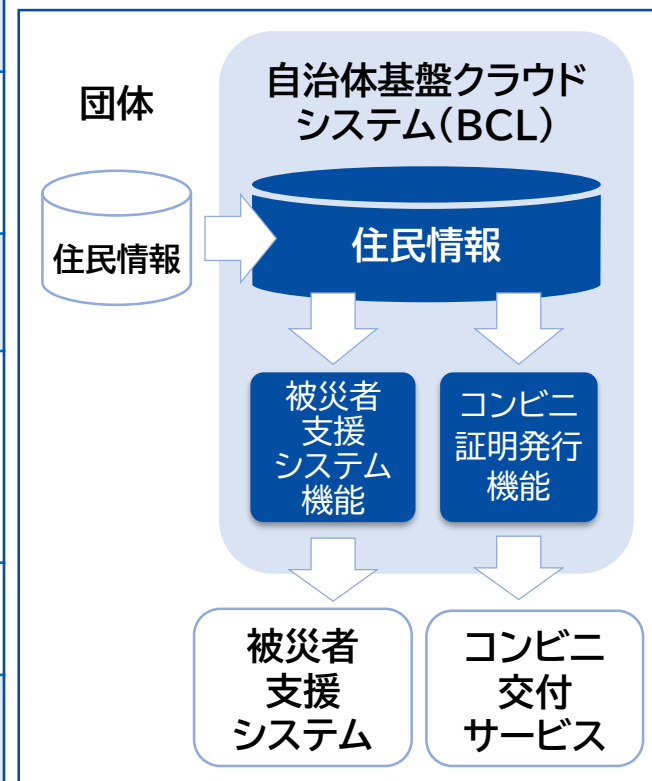 団体
自治体基盤クラウド
システム(BCL)
住民情報
住民情報
被災者
支援
システム
機能
コンビニ
証明発行
機能
被災者
支援
システム
コンビニ
交付
サービス